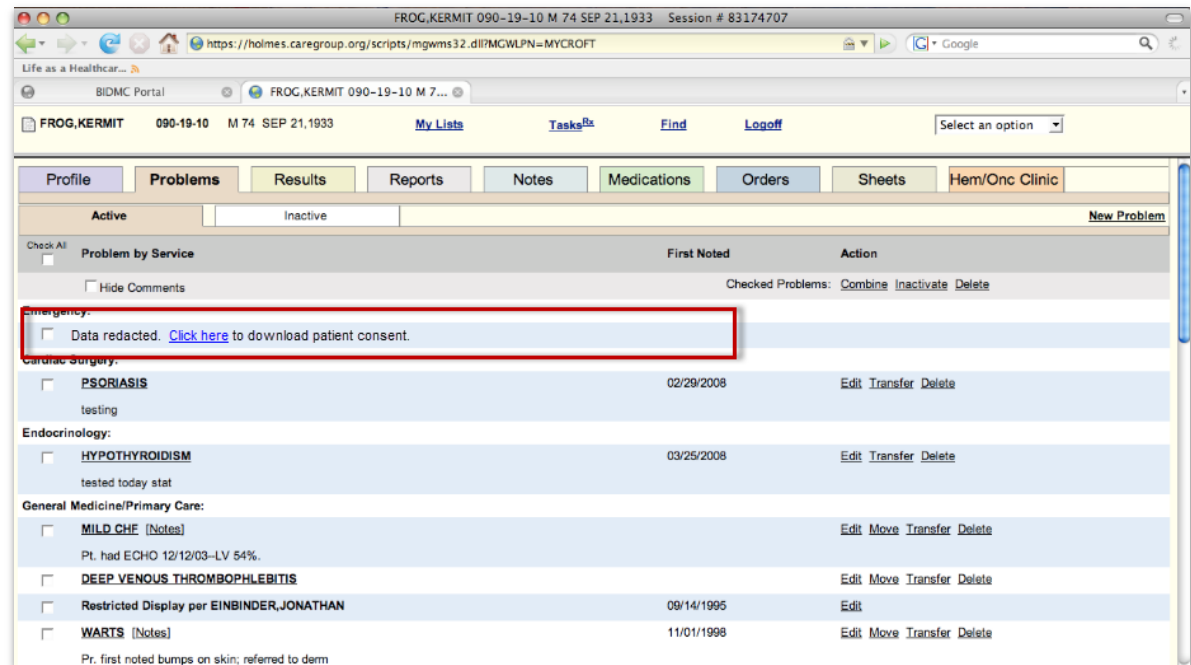 FROG,KERMIT 090-19-10 M 74 SEP 21,1933 Session # 83174707
https://holmes.caregroup.org/scripts/mgwms32.dll?MGWLPN=MYCROFT
G Google
Life as a Healthcar...
BIDMC Portal FROG,KERMIT 090-19-10 M 7...
FROG,KERMIT 090-19-10 M 74 SEP 21,1933 My Lists TasksRx Find Logoff Select an option
Profile Problems Results Reports Notes Medications Orders Sheets Hem/Onc Clinic
Active Inactive New Problem
Check All Problem by Service First Noted Action
Hide Comments Checked Problems: Combine Inactivate Delete
Emergency:
Data redacted. Click here to download patient consent.
Cardiac Surgery:
PSORIASIS 02/29/2008 Edit Transfer Delete
testing
Endocrinology:
HYPOTHYROIDISM 03/25/2008 Edit Transfer Delete
tested today stat
General Medicine/Primary Care:
MILD CHF [Notes] Edit Move Transfer Delete
Pt. had ECHO 12/12/03--LV 54%.
DEEP VENOUS THROMBOPHLEBITIS Edit Move Transfer Delete
Restricted Display per EINBINDER,JONATHAN 09/14/1995 Edit
WARTS [Notes] 11/01/1998 Edit Move Transfer Delete
Pr. first noted bumps on skin; referred to derm